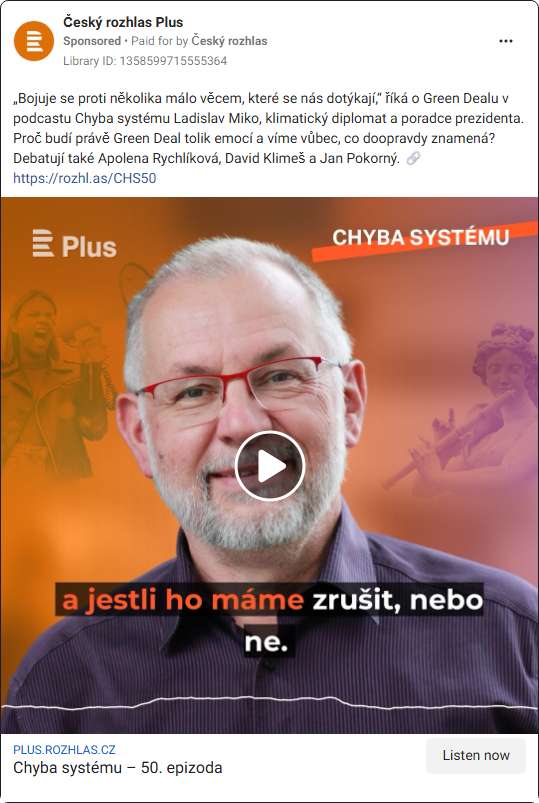 Český rozhlas Plus
Sponsored • Paid for by Český rozhlas
Library ID: 1358599715555364
„Bojuje se proti několika málo věcem, které se nás dotýkají,“ říká o Green Dealu v
podcastu Chyba systému Ladislav Miko, klimatický diplomat a poradce prezidenta.
Proč budí právě Green Deal tolik emocí a víme vůbec, co doopravdy znamená?
Debatují také Apolena Rychlíková, David Klimeš a Jan Pokorný. 🔗
https://rozhl.as/CHS50
Plus
CHYBA SYSTÉMU
a jestli ho máme zrušit, nebo
ne.
PLUS.ROZHLAS.CZ
Chyba systému – 50. epizoda
Listen now